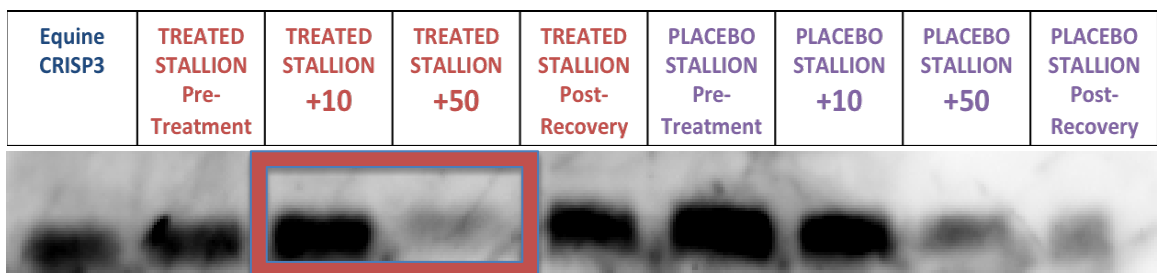 Equine CRISP3
TREATED STALLION Pre-Treatment
TREATED STALLION +10
TREATED STALLION +50
TREATED STALLION Post-Recovery
PLACEBO STALLION Pre-Treatment
PLACEBO STALLION +10
PLACEBO STALLION +50
PLACEBO STALLION Post-Recovery